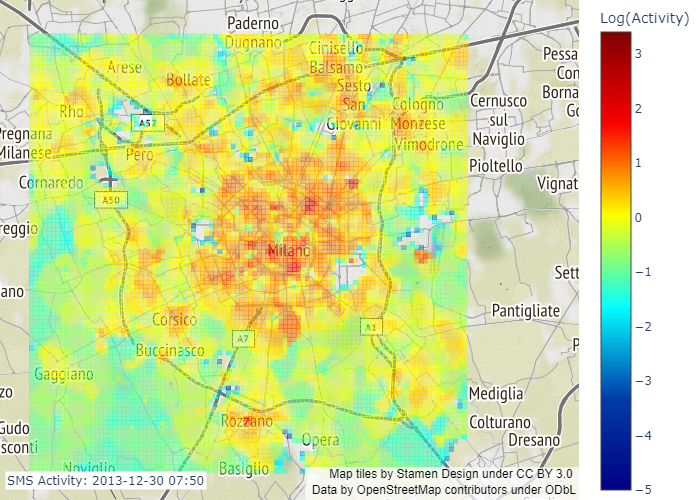 Paderno
Dugnano
Cinisello
Balsamo
Arese
Bollate
Sesto
San
Giovanni
Rho
Cologno
Monzese
Cernusco
sul
Naviglio
Pessa
Con
Borna
Go
A52
Pregnana
Milanese
Pero
Vimodrone
Pioltello
Cornaredo
Vignat
A50
reggio
Milano
Sett
ano
Pantigliate
Corsico
A1
A7
Buccinasco
P
Gaggiano
zo
Mediglia
Rozzano
Colturano
Gudo
sconti
Opera
Dresano
Noviglio
Basiglio
SMS Activity: 2013-12-30 07:50
Map tiles by Stamen Design under CC BY 3.0
Data by OpenStreetMap contributors under ODbL
Log(Activity)
3
2
1
0
−1
−2
−3
−4
−5